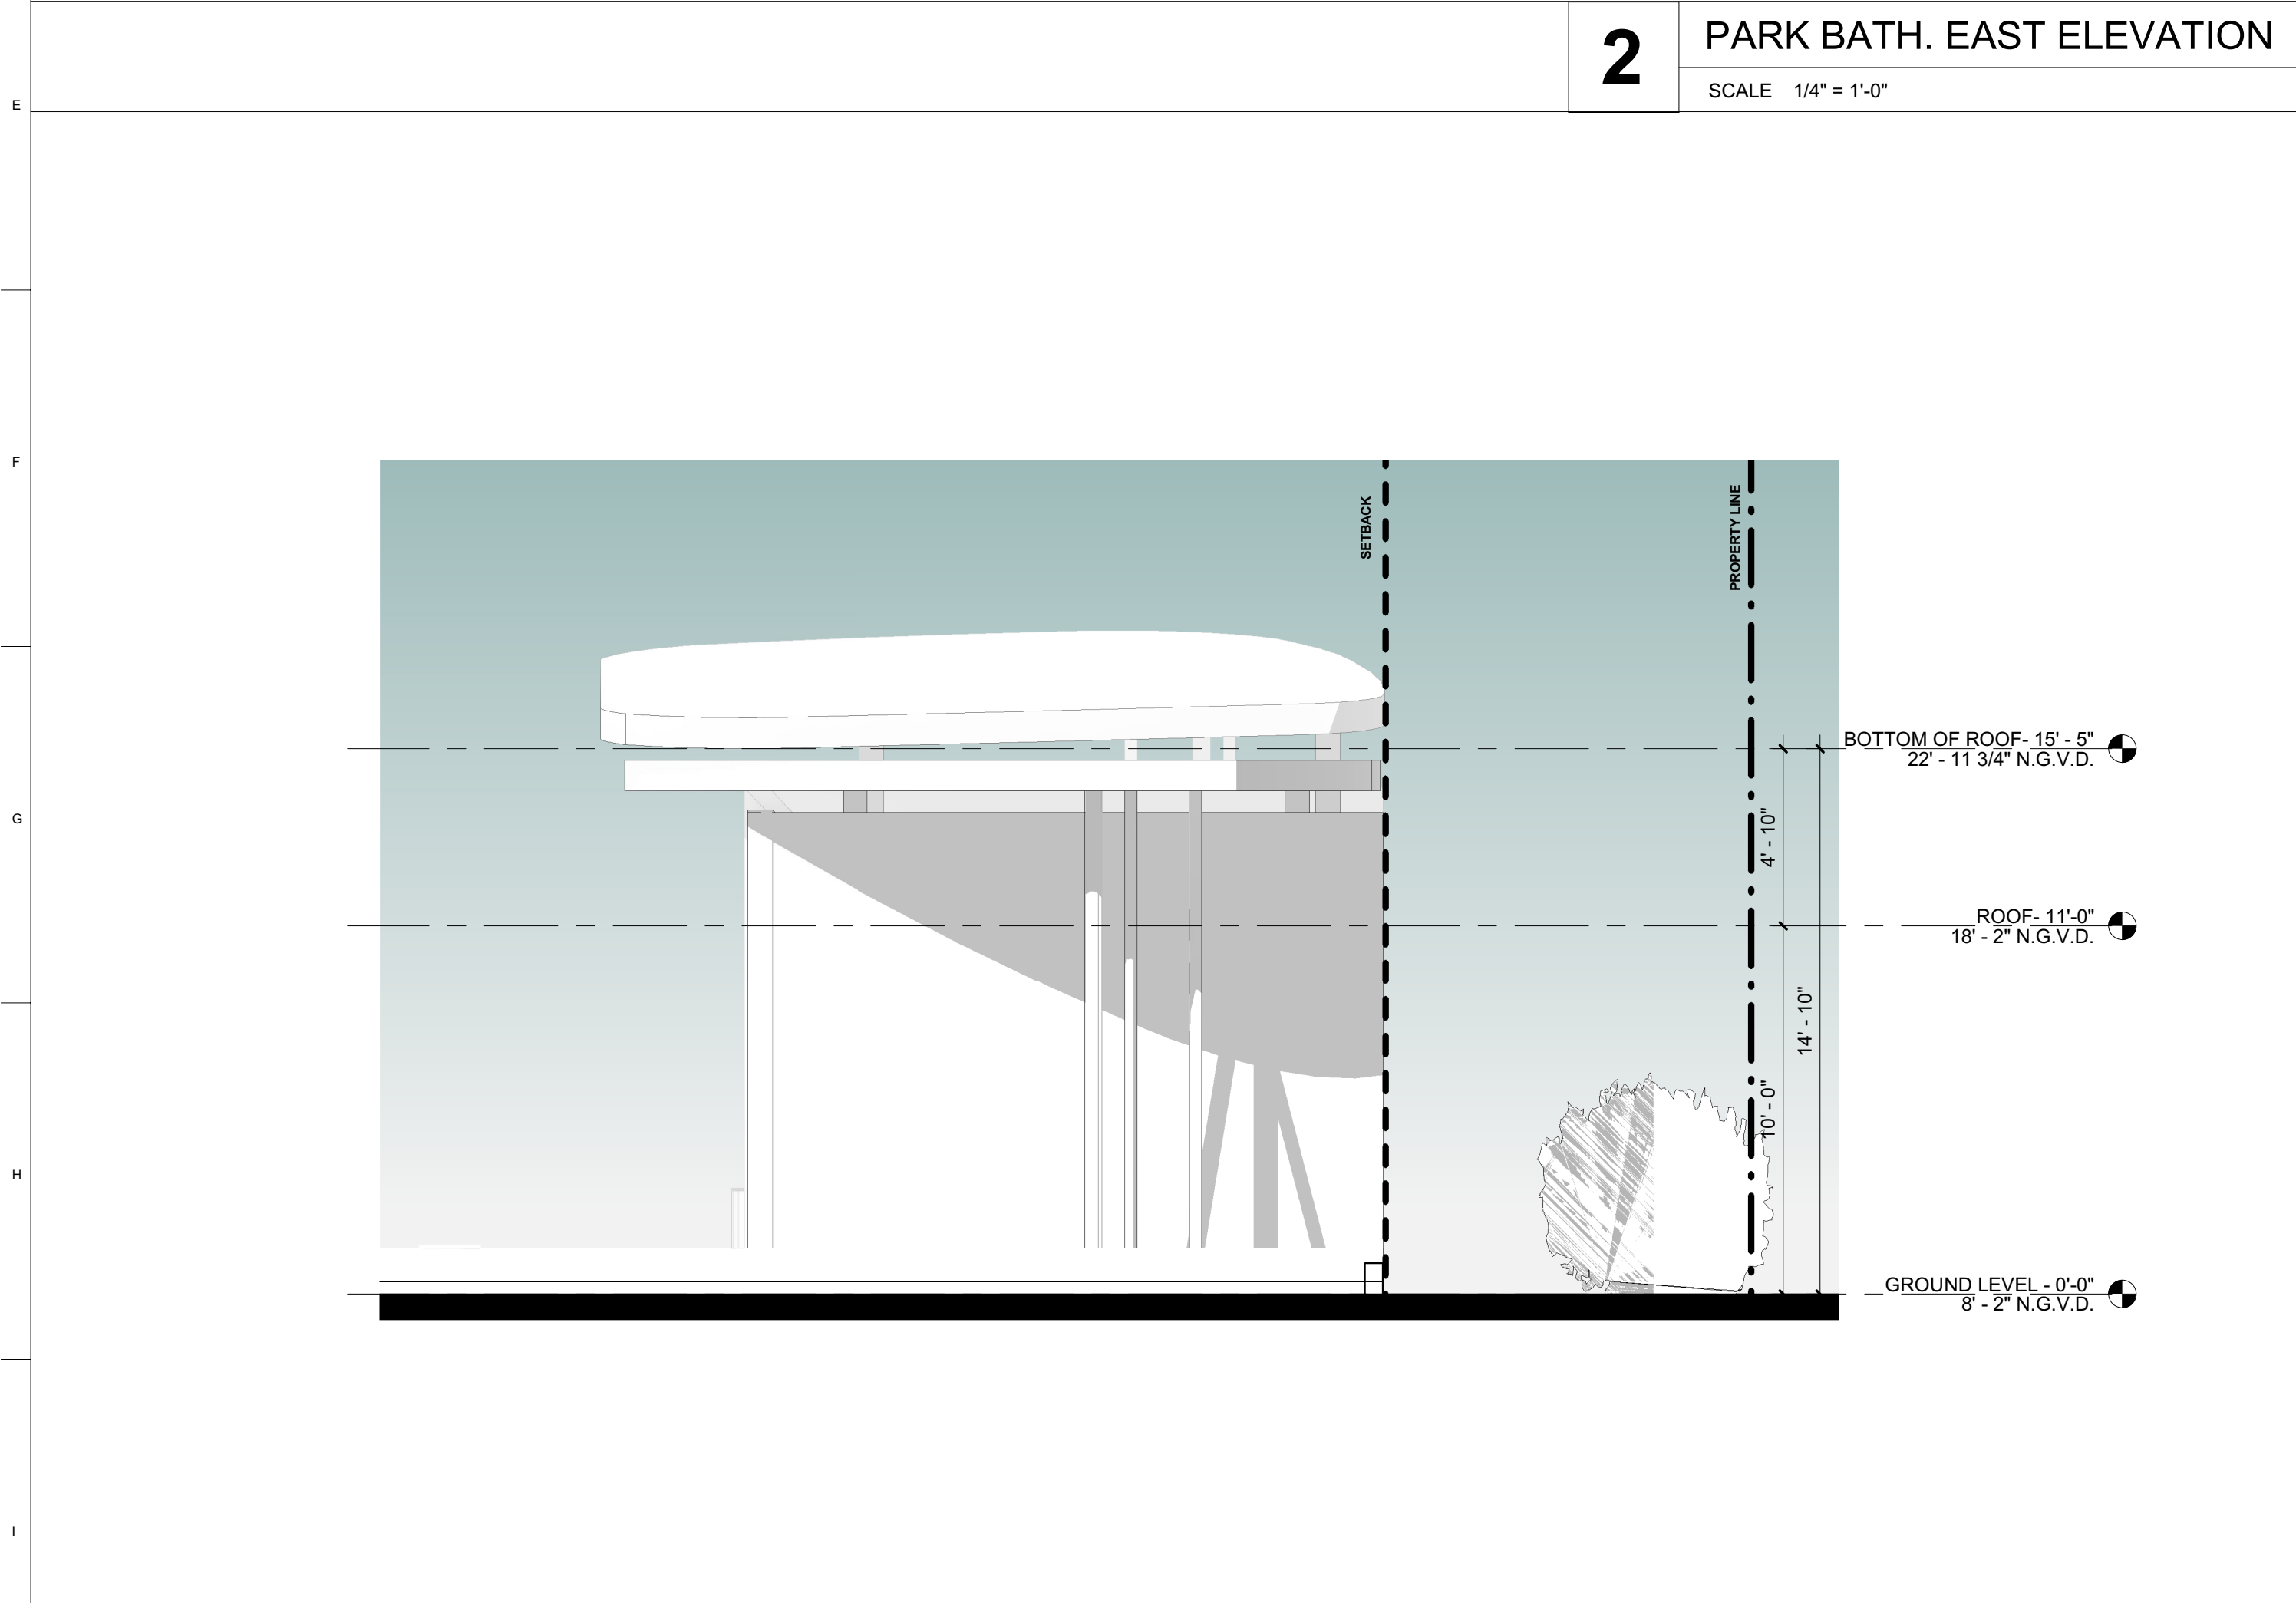 2
PARK BATH. EAST ELEVATION
SCALE 1/4" = 1'-0"
E
F
G
H
I
SETBACK
PROPERTY LINE
BOTTOM OF ROOF- 15' - 5"
22' - 11 3/4" N.G.V.D.
4' - 10"
ROOF- 11'-0"
18' - 2" N.G.V.D.
14' - 10"
10' - 0"
GROUND LEVEL - 0'-0"
8' - 2" N.G.V.D.